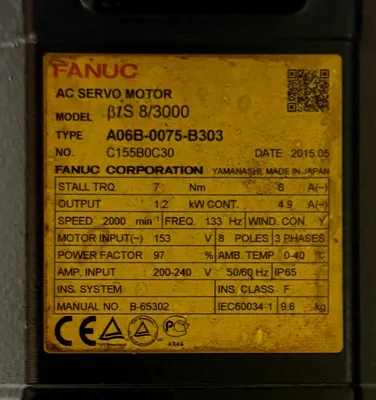 FANUC
AC SERVO MOTOR
MODEL βiS 8/3000
TYPE A06B-0075-B303
NO. C155B0C30 DATE 2015.05
FANUC CORPORATION YAMANASHI, MADE IN JAPAN
STALL TRQ. 7 Nm 6 A(~)
OUTPUT 1.2 kW CONT. 4.9 A(~)
SPEED 2000 min⁻¹ FREQ. 133 Hz WIND. CON. Y
MOTOR INPUT(~) 153 V 8 POLES 3 PHASES
POWER FACTOR 97 % AMB. TEMP. 0-40 ℃
AMP. INPUT 200-240 V 50/60 Hz IP65
INS. SYSTEM INS. CLASS F
MANUAL NO. B-65302 IEC60034-1 9.6 kg
CE